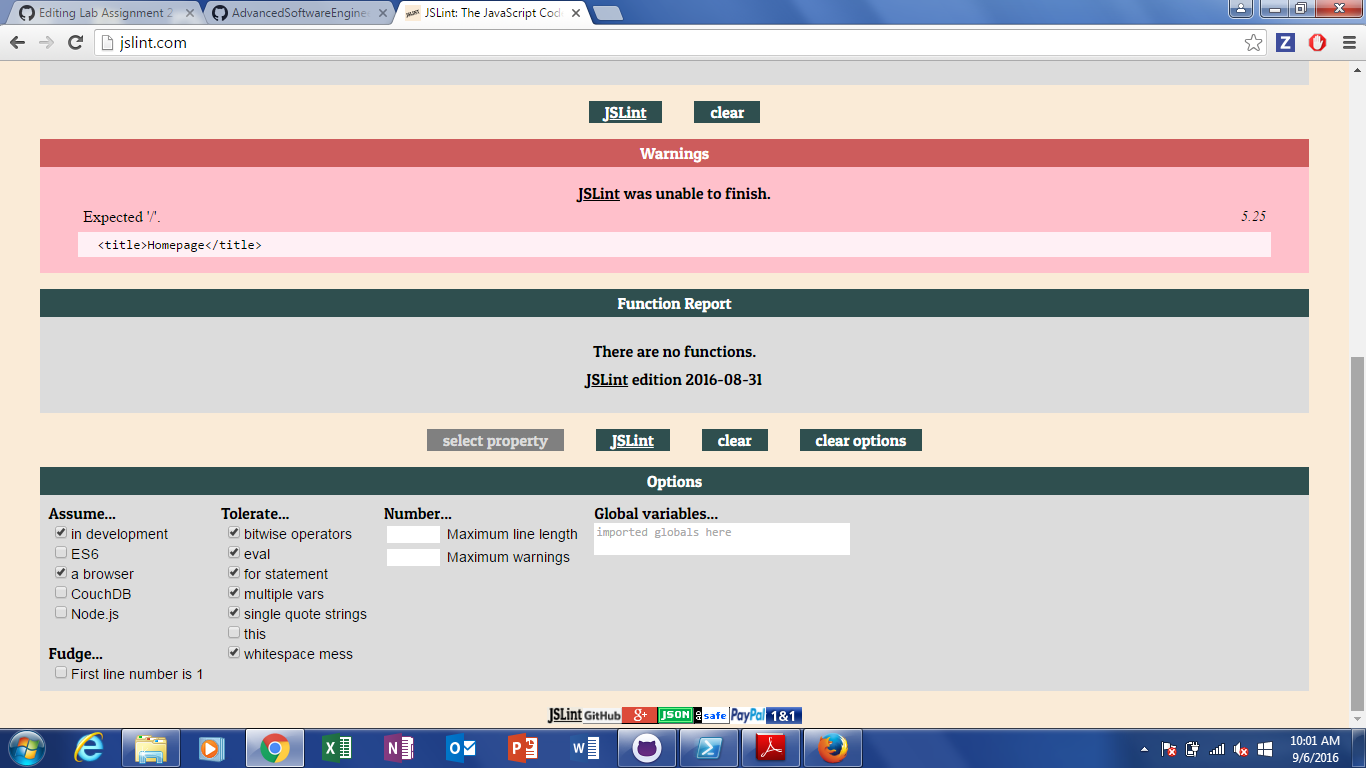 Editing Lab Assignment 2
AdvancedSoftwareEnginee
JSLint: The JavaScript Cod
jslint.com
JSLint clear
Warnings
JSLint was unable to finish.
Expected '/'. 5.25
<title>Homepage</title>
Function Report
There are no functions.
JSLint edition 2016-08-31
select property JSLint clear clear options
Options
Assume...
in development
ES6
a browser
CouchDB
Node.js
Fudge...
First line number is 1
Tolerate...
bitwise operators
eval
for statement
multiple vars
single quote strings
this
whitespace mess
Number...
Maximum line length
Maximum warnings
Global variables...
imported globals here
JSLint GitHub g+ JSON safe PayPal 1&1
10:01 AM
9/6/2016